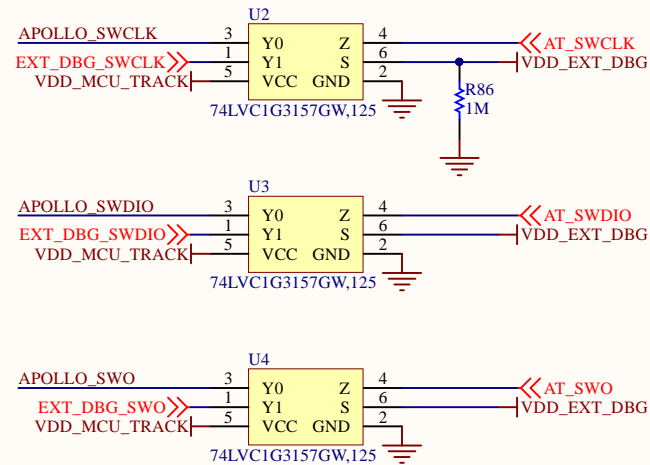 U2
APOLLO_SWCLK 3 Y0 Z 4 AT_SWCLK
EXT_DBG_SWCLK 1 Y1 S 6 VDD_EXT_DBG
VDD_MCU_TRACK 5 VCC GND 2
R86
1M
74LVC1G3157GW,125
U3
APOLLO_SWDIO 3 Y0 Z 4 AT_SWDIO
EXT_DBG_SWDIO 1 Y1 S 6 VDD_EXT_DBG
VDD_MCU_TRACK 5 VCC GND 2
74LVC1G3157GW,125
U4
APOLLO_SWO 3 Y0 Z 4 AT_SWO
EXT_DBG_SWO 1 Y1 S 6 VDD_EXT_DBG
VDD_MCU_TRACK 5 VCC GND 2
74LVC1G3157GW,125